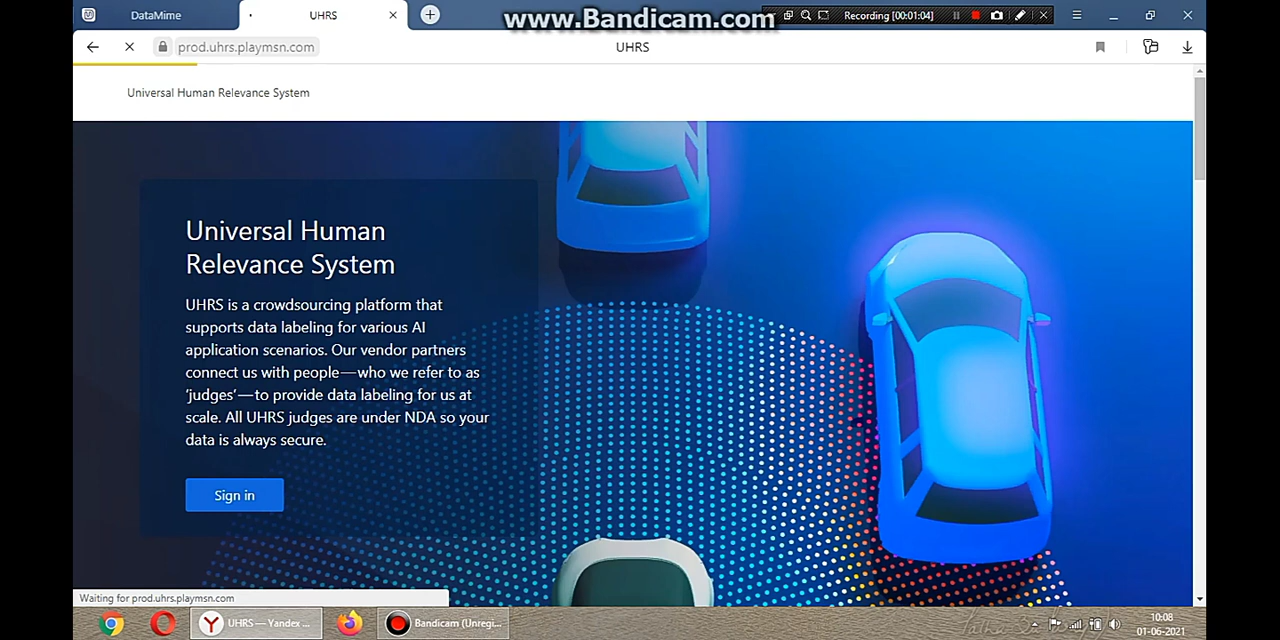 DataMime
UHRS
www.Bandicam.com
Recording [00:01:04]
prod.uhrs.playmsn.com
UHRS
Universal Human Relevance System
Universal Human
Relevance System
UHRS is a crowdsourcing platform that
supports data labeling for various AI
application scenarios. Our vendor partners
connect us with people—who we refer to as
‘judges’—to provide data labeling for us at
scale. All UHRS judges are under NDA so your
data is always secure.
Sign in
Waiting for prod.uhrs.playmsn.com
UHRS — Yandex ...
Bandicam (Unregi...
10:08
01-06-2021